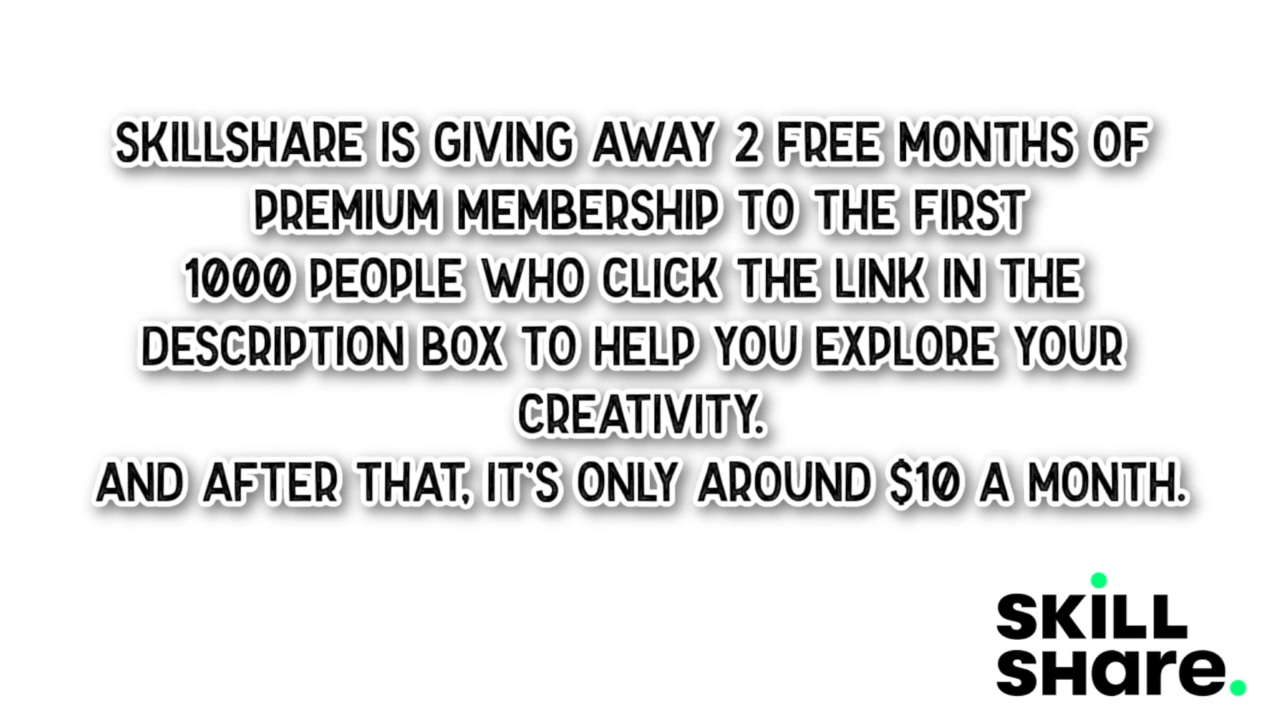 SKILLSHARE IS GIVING AWAY 2 FREE MONTHS OF
PREMIUM MEMBERSHIP TO THE FIRST
1000 PEOPLE WHO CLICK THE LINK IN THE
DESCRIPTION BOX TO HELP YOU EXPLORE YOUR
CREATIVITY.
AND AFTER THAT, IT'S ONLY AROUND $10 A MONTH.
SKiLL
SHare.